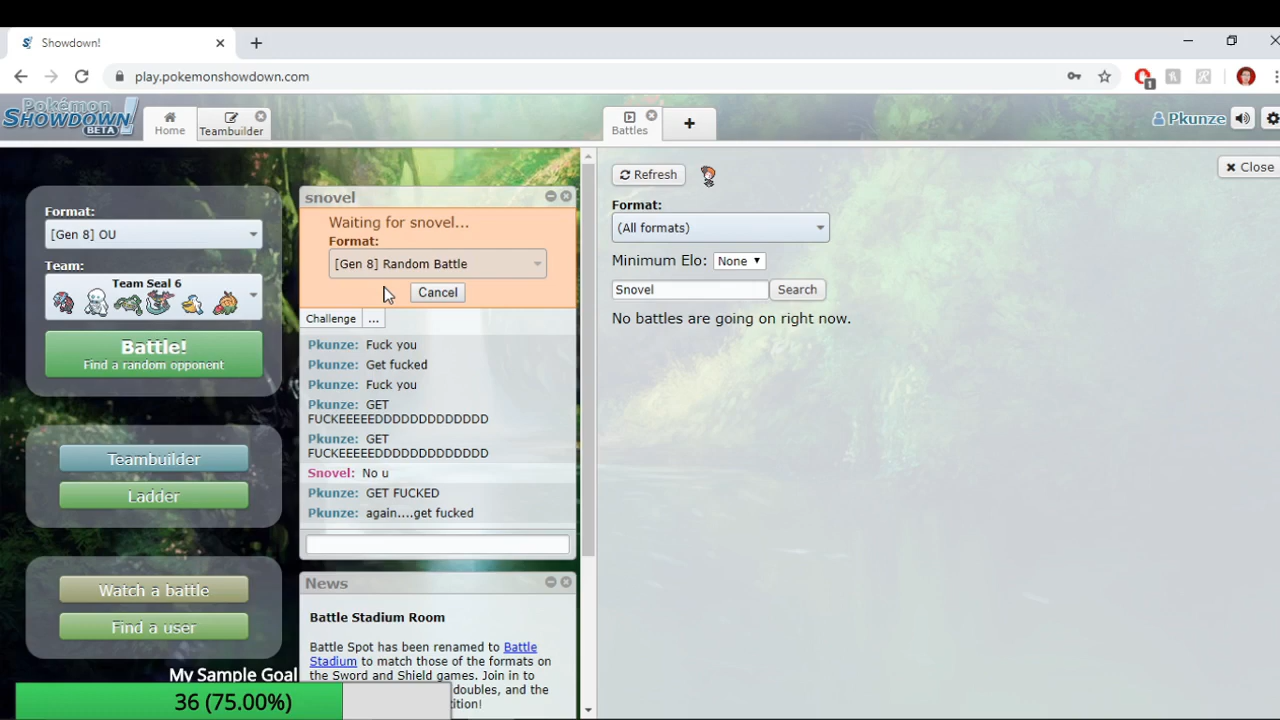 Showdown!
play.pokemonshowdown.com
1
Pokémon
SHOWDOWN!
BETA
Home
Teambuilder
Battles
Pkunze
Format:
[Gen 8] OU
Team:
Team Seal 6
Battle!
Find a random opponent
Teambuilder
Ladder
Watch a battle
Find a user
My Sample Goal
36 (75.00%)
snovel
Waiting for snovel...
Format:
[Gen 8] Random Battle
Cancel
Challenge
...
Pkunze: Fuck you
Pkunze: Get fucked
Pkunze: Fuck you
Pkunze: GET
FUCKEEEEEDDDDDDDDDDDDD
Pkunze: GET
FUCKEEEEEDDDDDDDDDDDDD
Snovel: No u
Pkunze: GET FUCKED
Pkunze: again....get fucked
News
Battle Stadium Room
Battle Spot has been renamed to Battle
Stadium to match those of the formats on
the Sword and Shield games. Join in to
doubles, and the
tition!
Refresh
Close
Format:
(All formats)
Minimum Elo: None
Snovel
Search
No battles are going on right now.